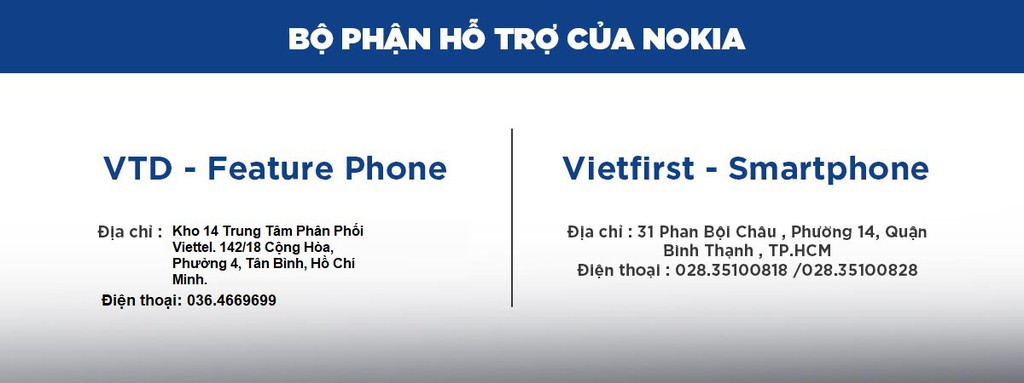 BỘ PHẬN HỖ TRỢ CỦA NOKIA
VTD - Feature Phone
Địa chỉ : Kho 14 Trung Tâm Phân Phối
Viettel. 142/18 Cộng Hòa,
Phường 4, Tân Bình, Hồ Chí
Minh.
Điện thoại: 036.4669699
Vietfirst - Smartphone
Địa chỉ : 31 Phan Bội Châu , Phường 14, Quận
Bình Thạnh , TP.HCM
Điện thoại : 028.35100818 /028.35100828